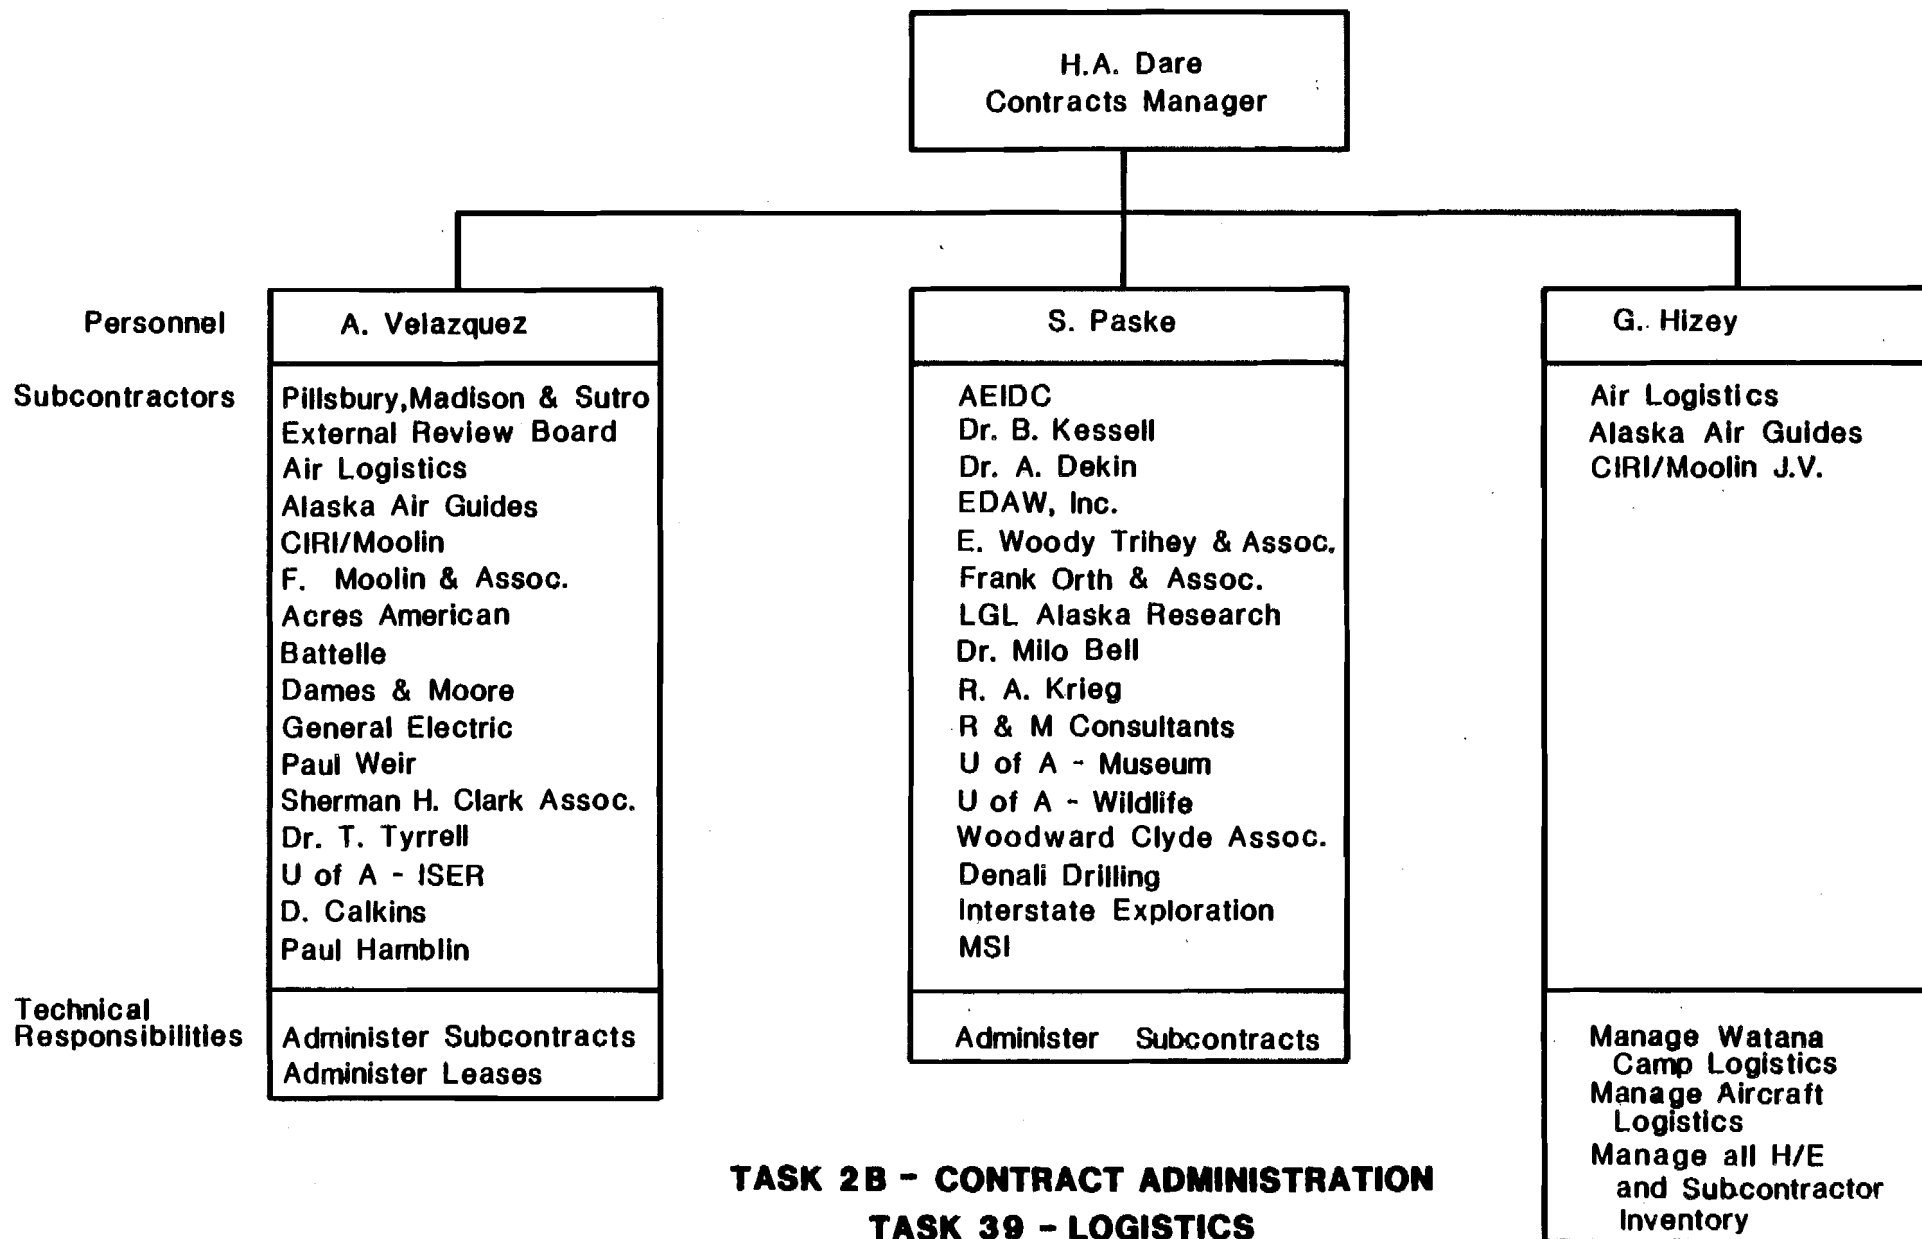 H.A. Dare
Contracts Manager
Personnel
A. Velazquez
S. Paske
G. Hizey
Subcontractors
Pillsbury,Madison & Sutro
External Review Board
Air Logistics
Alaska Air Guides
CIRI/Moolin
F. Moolin & Assoc.
Acres American
Battelle
Dames & Moore
General Electric
Paul Weir
Sherman H. Clark Assoc.
Dr. T. Tyrrell
U of A - ISER
D. Calkins
Paul Hamblin
AEIDC
Dr. B. Kessell
Dr. A. Dekin
EDAW, Inc.
E. Woody Trihey & Assoc.
Frank Orth & Assoc.
LGL Alaska Research
Dr. Milo Bell
R. A. Krieg
R & M Consultants
U of A - Museum
U of A - Wildlife
Woodward Clyde Assoc.
Denali Drilling
Interstate Exploration
MSI
Air Logistics
Alaska Air Guides
CIRI/Moolin J.V.
Technical
Responsibilities
Administer Subcontracts
Administer Leases
Administer Subcontracts
Manage Watana
Camp Logistics
Manage Aircraft
Logistics
Manage all H/E
and Subcontractor
Inventory
TASK 2B - CONTRACT ADMINISTRATION
TASK 39 - LOGISTICS